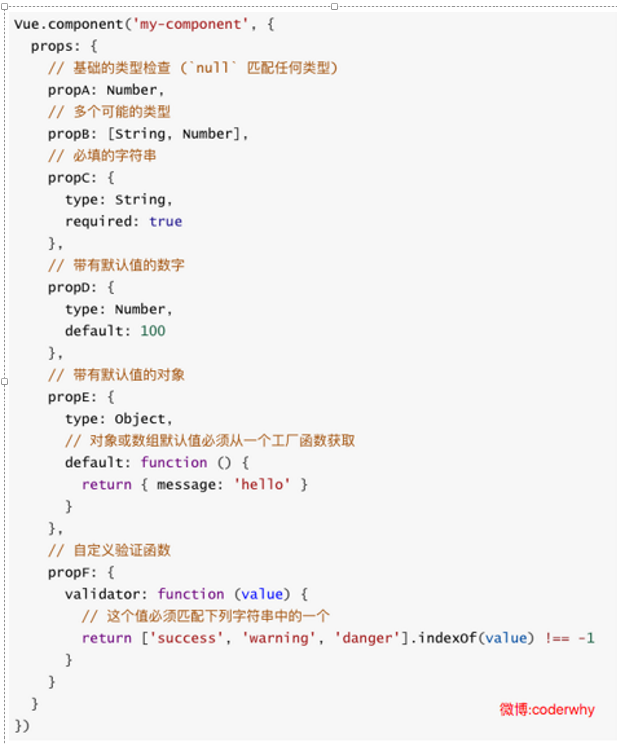 Vue.component('my-component', {
  props: {
    // 基础的类型检查 (`null` 匹配任何类型)
    propA: Number,
    // 多个可能的类型
    propB: [String, Number],
    // 必填的字符串
    propC: {
      type: String,
      required: true
    },
    // 带有默认值的数字
    propD: {
      type: Number,
      default: 100
    },
    // 带有默认值的对象
    propE: {
      type: Object,
      // 对象或数组默认值必须从一个工厂函数获取
      default: function () {
        return { message: 'hello' }
      }
    },
    // 自定义验证函数
    propF: {
      validator: function (value) {
        // 这个值必须匹配下列字符串中的一个
        return ['success', 'warning', 'danger'].indexOf(value) !== -1
      }
    }
  }
})
微博:coderwhy